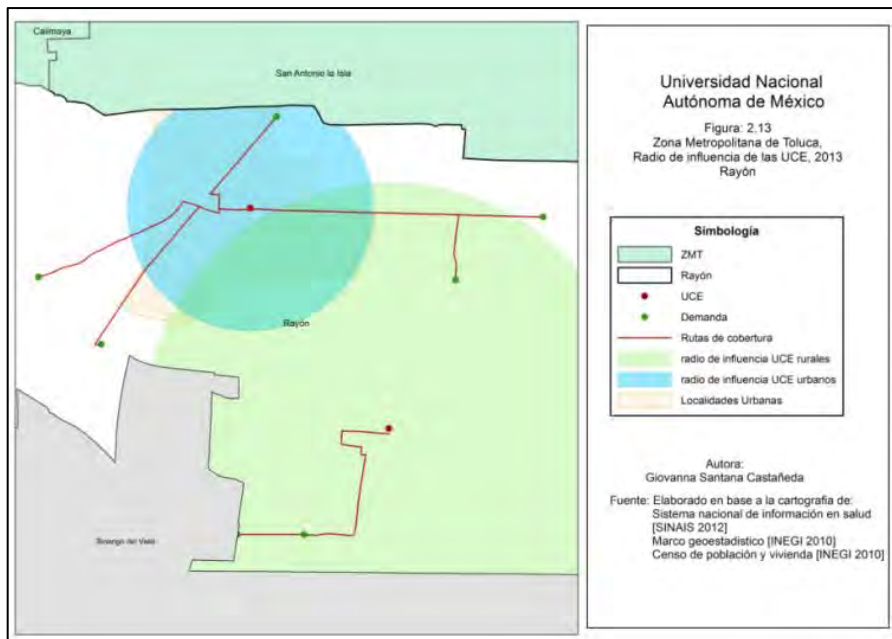 Calimaya
San Antonio la Isla
Rayón
Universidad Nacional
Autónoma de México
Figura: 2.13
Zona Metropolitana de Toluca,
Radio de influencia de las UCE, 2013
Rayón
Simbología
ZMT
Rayón
UCE
Demanda
Rutas de cobertura
radio de influencia UCE rurales
radio de influencia UCE urbanos
Localidades Urbanas
Autora:
Giovanna Santana Castañeda
Fuente: Elaborado en base a la cartografia de:
Sistema nacional de información en salud
[SINAIS 2012]
Marco geoestadístico [INEGI 2010]
Censo de población y vivienda [INEGI 2010]